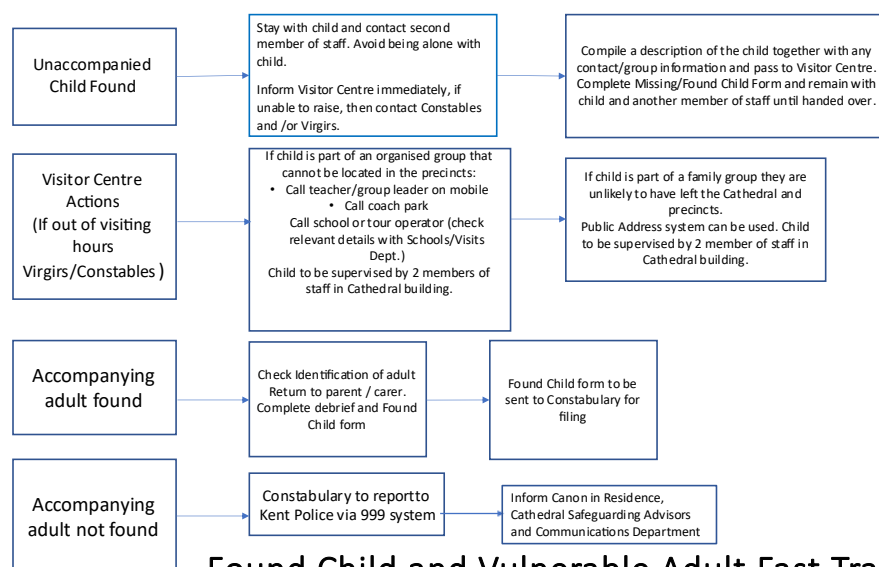 Unaccompanied
Child Found
Stay with child and contact second
member of staff. Avoid being alone with
child.
Inform Visitor Centre immediately, if
unable to raise, then contact Constables
and /or Virgirs.
Compile a description of the child together with any
contact/group information and pass to Visitor Centre.
Complete Missing/Found Child Form and remain with
child and another member of staff until handed over.
Visitor Centre
Actions
(If out of visiting
hours
Virgirs/Constables )
If child is part of an organised group that
cannot be located in the precincts:
• Call teacher/group leader on mobile
• Call coach park
Call school or tour operator (check
relevant details with Schools/Visits
Dept.)
Child to be supervised by 2 members of
staff in Cathedral building.
If child is part of a family group they are
unlikely to have left the Cathedral and
precincts.
Public Address system can be used. Child
to be supervised by 2 member of staff in
Cathedral building.
Accompanying
adult found
Check Identification of adult
Return to parent / carer.
Complete debrief and Found
Child form
Found Child form to be
sent to Constabulary for
filing
Accompanying
adult not found
Constabulary to report to
Kent Police via 999 system
Inform Canon in Residence,
Cathedral Safeguarding Advisors
and Communications Department
Found Child and Vulnerable Adult Fast Tra